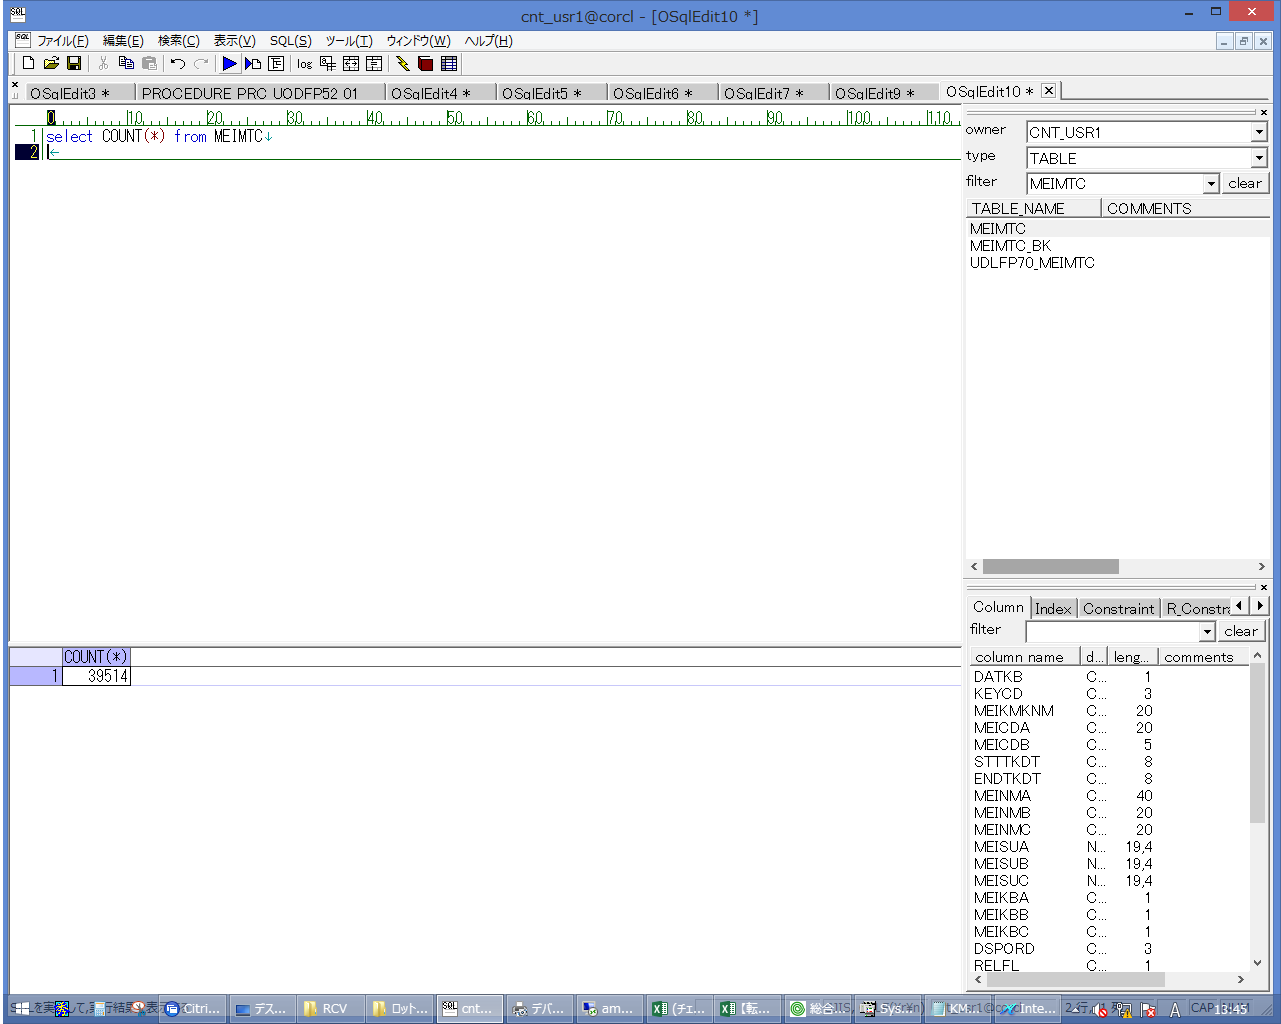 cnt_usr1@corcl - [OSqlEdit10 *]
ファイル(F) 編集(E) 検索(C) 表示(V) SQL(S) ツール(T) ウィンドウ(W) ヘルプ(H)
log
OSqlEdit3 * PROCEDURE PRC_UODFP52_01 OSqlEdit4 * OSqlEdit5 * OSqlEdit6 * OSqlEdit7 * OSqlEdit9 * OSqlEdit10 *
0 10 20 30 40 50 60 70 80 90 100 110
1 select COUNT(*) from MEIMTC↓
2 ←
owner CNT_USR1
type TABLE
filter MEIMTC clear
TABLE_NAME COMMENTS
MEIMTC
MEIMTC_BK
UDLFP70_MEIMTC
Column Index Constraint R_Constra
filter clear
column name d... leng... comments
DATKB C... 1
KEYCD C... 3
MEIKMKNM C... 20
MEICDA C... 20
MEICDB C... 5
STTTKDT C... 8
ENDTKDT C... 8
MEINMA C... 40
MEINMB C... 20
MEINMC C... 20
MEISUA N... 19,4
MEISUB N... 19,4
MEISUC N... 19,4
MEIKBA C... 1
MEIKBB C... 1
MEIKBC C... 1
DSPORD C... 3
RELFL C... 1
COUNT(*)
1 39514
Citri... デス... RCV ロット... cnt... デバ... am... (チェ... 【転... 総合... Sys... KM... Inte... A CAP 13:45